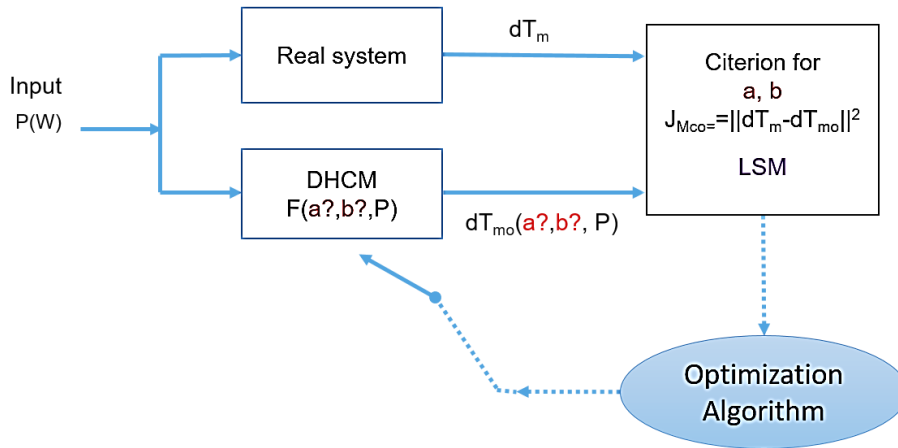 Input
P(W)
Real system
dTm
DHCM
F(a?,b?,P)
dTmo(a?,b?, P)
Citerion for
a, b
JMco==||dTm-dTmo||²
LSM
Optimization
Algorithm